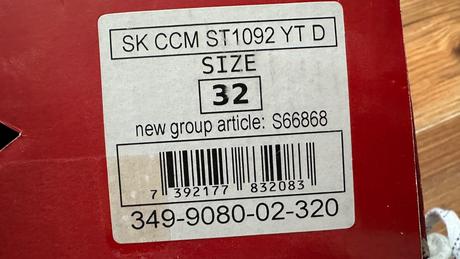 SK CCM ST1092 YT D
SIZE
32
new group article: S66868
7 392177 832083
349-9080-02-320